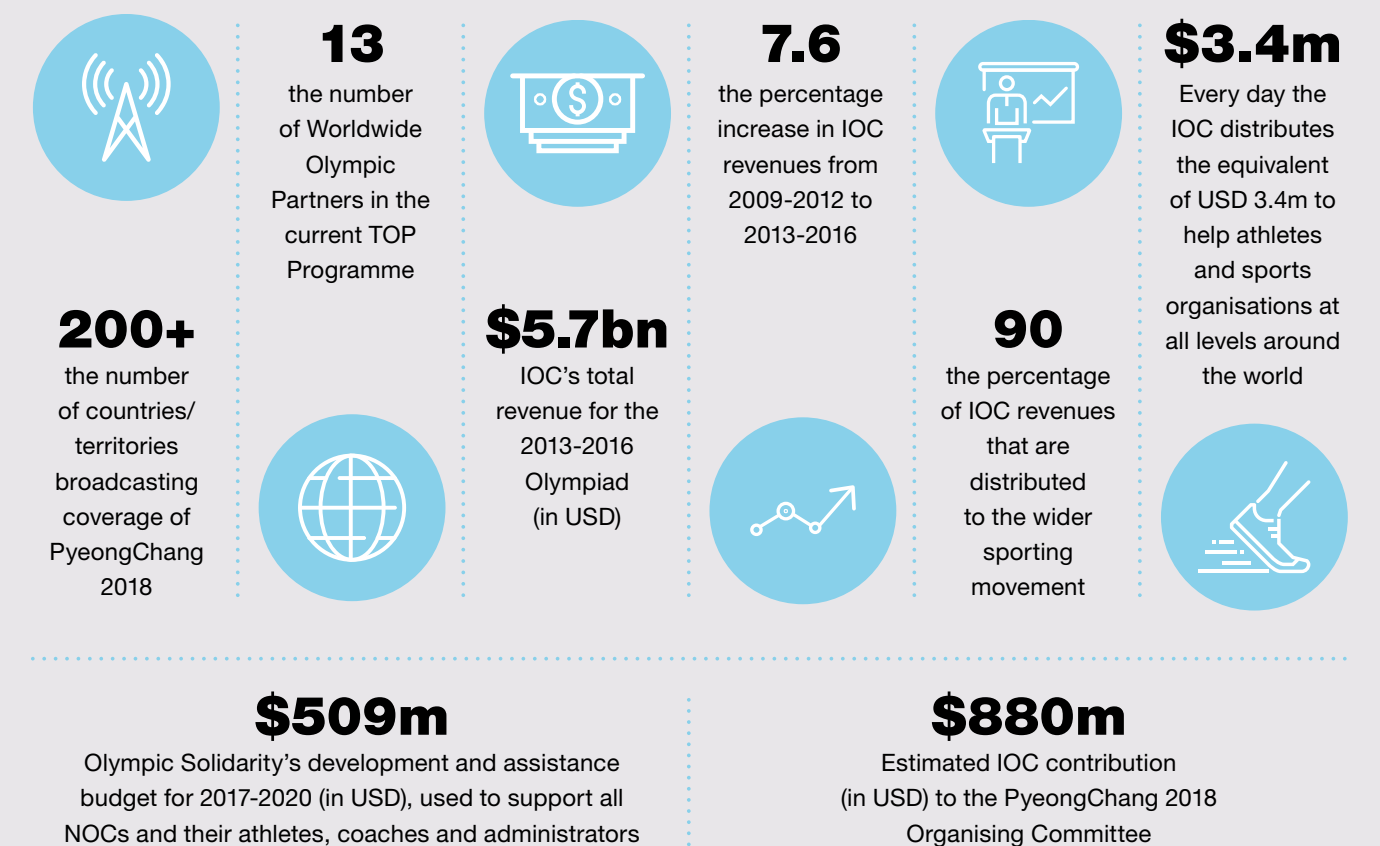 200+
the number
of countries/
territories
broadcasting
coverage of
PyeongChang
2018
13
the number
of Worldwide
Olympic
Partners in the
current TOP
Programme
$5.7bn
IOC's total
revenue for the
2013-2016
Olympiad
(in USD)
7.6
the percentage
increase in IOC
revenues from
2009-2012 to
2013-2016
90
the percentage
of IOC revenues
that are
distributed
to the wider
sporting
movement
$3.4m
Every day the
IOC distributes
the equivalent
of USD 3.4m to
help athletes
and sports
organisations at
all levels around
the world
$509m
Olympic Solidarity's development and assistance
budget for 2017-2020 (in USD), used to support all
NOCs and their athletes, coaches and administrators
$880m
Estimated IOC contribution
(in USD) to the PyeongChang 2018
Organising Committee